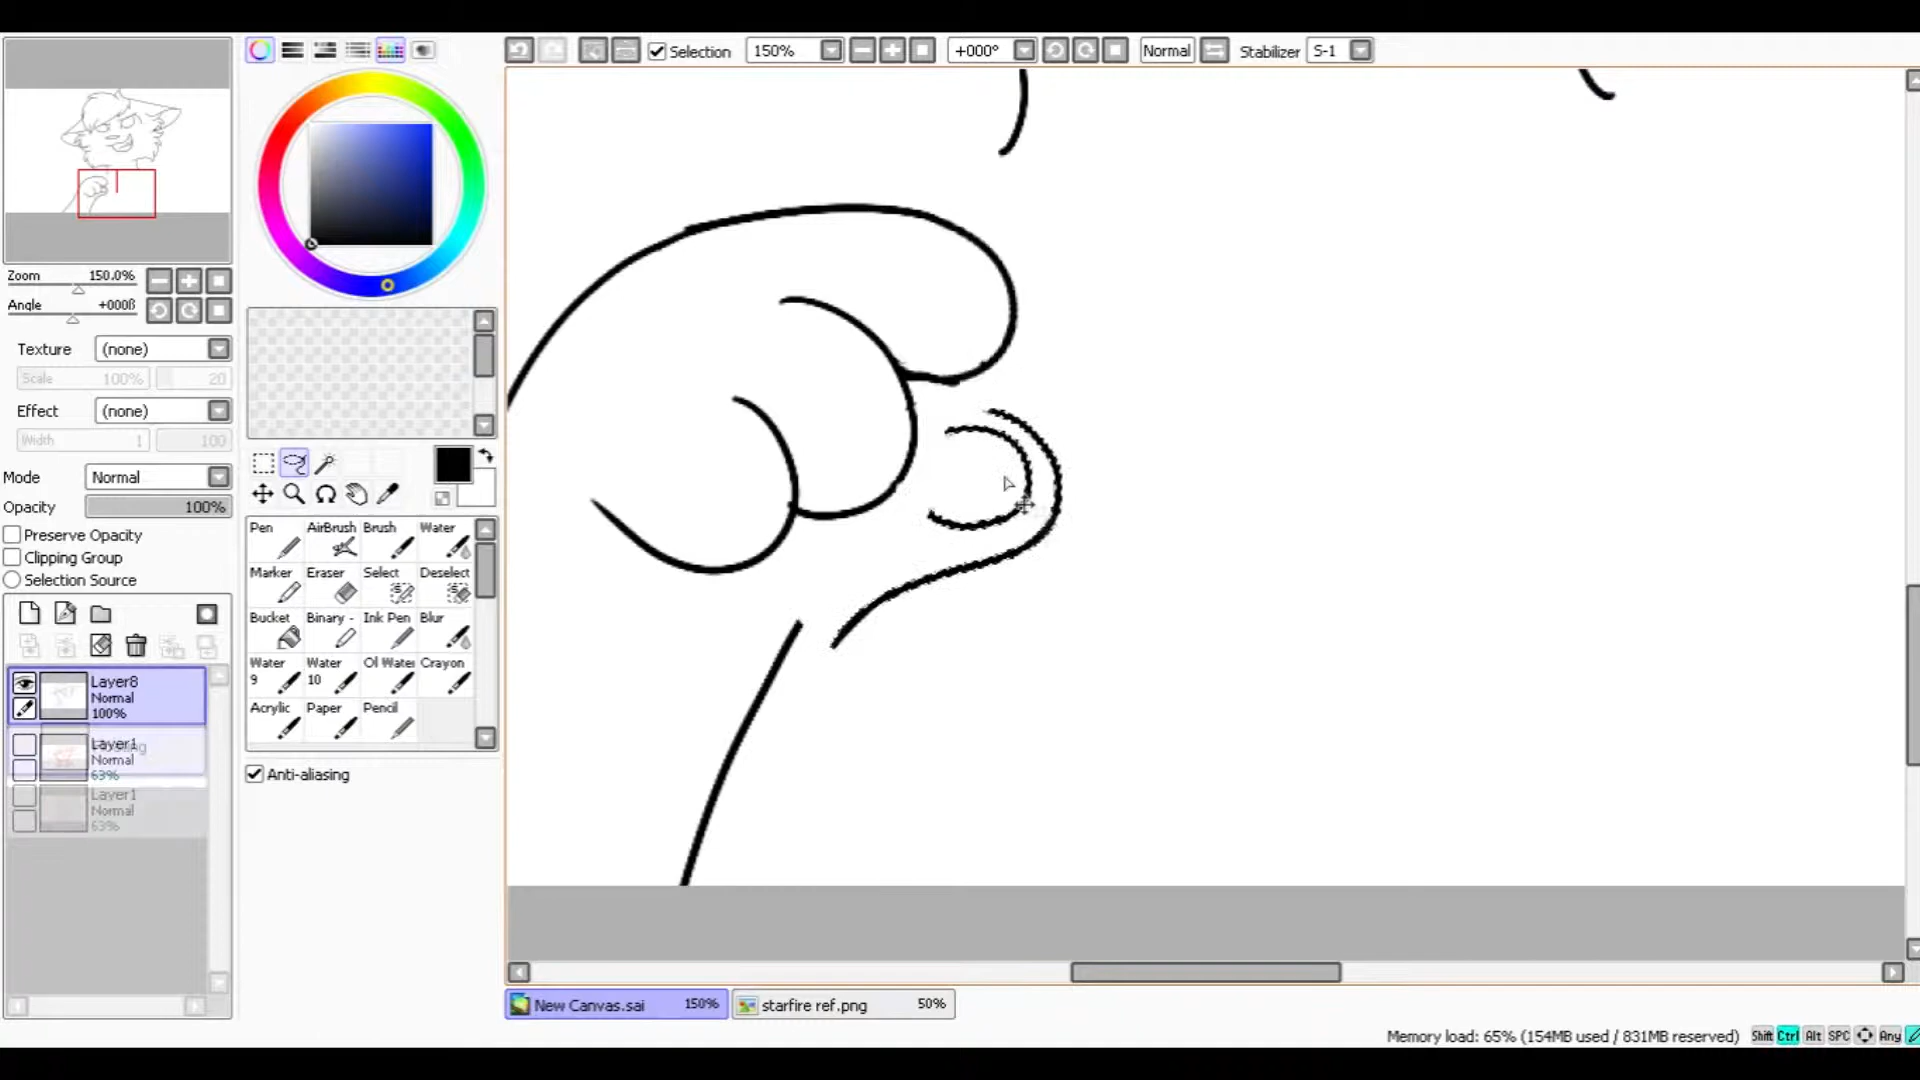 Selection 150% +000° Normal Stabilizer S-1
Zoom 150.0%
Angle +000ß
Texture (none)
Scale 100% 20
Effect (none)
Width 1 100
Mode Normal
Opacity 100%
Preserve Opacity
Clipping Group
Selection Source
Layer8
Normal
100%
Layer1
Normal
63%
Layer1
Normal
63%
Pen AirBrush Brush Water
Marker Eraser Select Deselect
Bucket Binary - Ink Pen Blur
Water 9 Water 10 Ol Water Crayon
Acrylic Paper Pencil
Anti-aliasing
New Canvas.sai 150% starfire ref.png 50%
Memory load: 65% (154MB used / 831MB reserved) Shift Ctrl Alt SPC Any